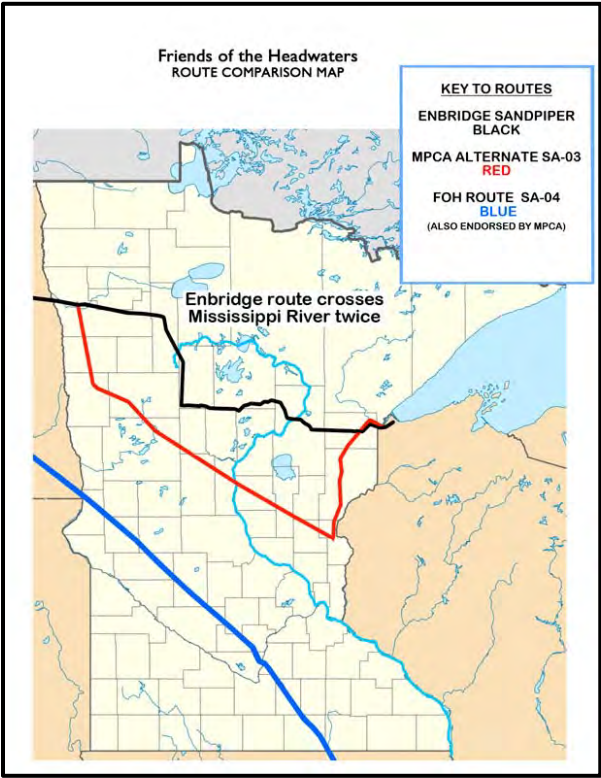 Friends of the Headwaters
ROUTE COMPARISON MAP
KEY TO ROUTES
ENBRIDGE SANDPIPER
BLACK
MPCA ALTERNATE SA-03
RED
FOH ROUTE SA-04
BLUE
(ALSO ENDORSED BY MPCA)
Enbridge route crosses
Mississippi River twice